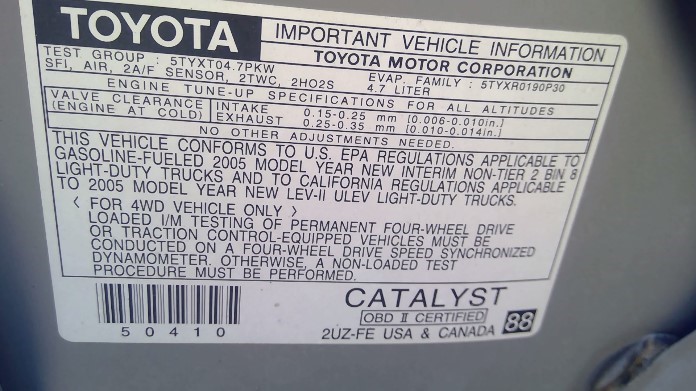 TOYOTA
IMPORTANT VEHICLE INFORMATION
TOYOTA MOTOR CORPORATION
TEST GROUP : 5TYXT04.7PKW
EVAP. FAMILY : 5TYXR0190P30
SFI, AIR, 2A/F SENSOR, 2TWC, 2HO2S
4.7 LITER
ENGINE TUNE-UP SPECIFICATIONS FOR ALL ALTITUDES
VALVE CLEARANCE
(ENGINE AT COLD)
INTAKE 0.15-0.25 mm [0.006-0.010in.]
EXHAUST 0.25-0.35 mm [0.010-0.014in.]
NO OTHER ADJUSTMENTS NEEDED.
THIS VEHICLE CONFORMS TO U.S. EPA REGULATIONS APPLICABLE TO
GASOLINE-FUELED 2005 MODEL YEAR NEW INTERIM NON-TIER 2 BIN 8
LIGHT-DUTY TRUCKS AND TO CALIFORNIA REGULATIONS APPLICABLE
TO 2005 MODEL YEAR NEW LEV-II ULEV LIGHT-DUTY TRUCKS.
〈 FOR 4WD VEHICLE ONLY 〉
LOADED I/M TESTING OF PERMANENT FOUR-WHEEL DRIVE
OR TRACTION CONTROL-EQUIPPED VEHICLES MUST BE
CONDUCTED ON A FOUR-WHEEL DRIVE SPEED SYNCHRONIZED
DYNAMOMETER. OTHERWISE, A NON-LOADED TEST
PROCEDURE MUST BE PERFORMED.
50410
CATALYST
OBD II CERTIFIED
2UZ-FE USA & CANADA
88